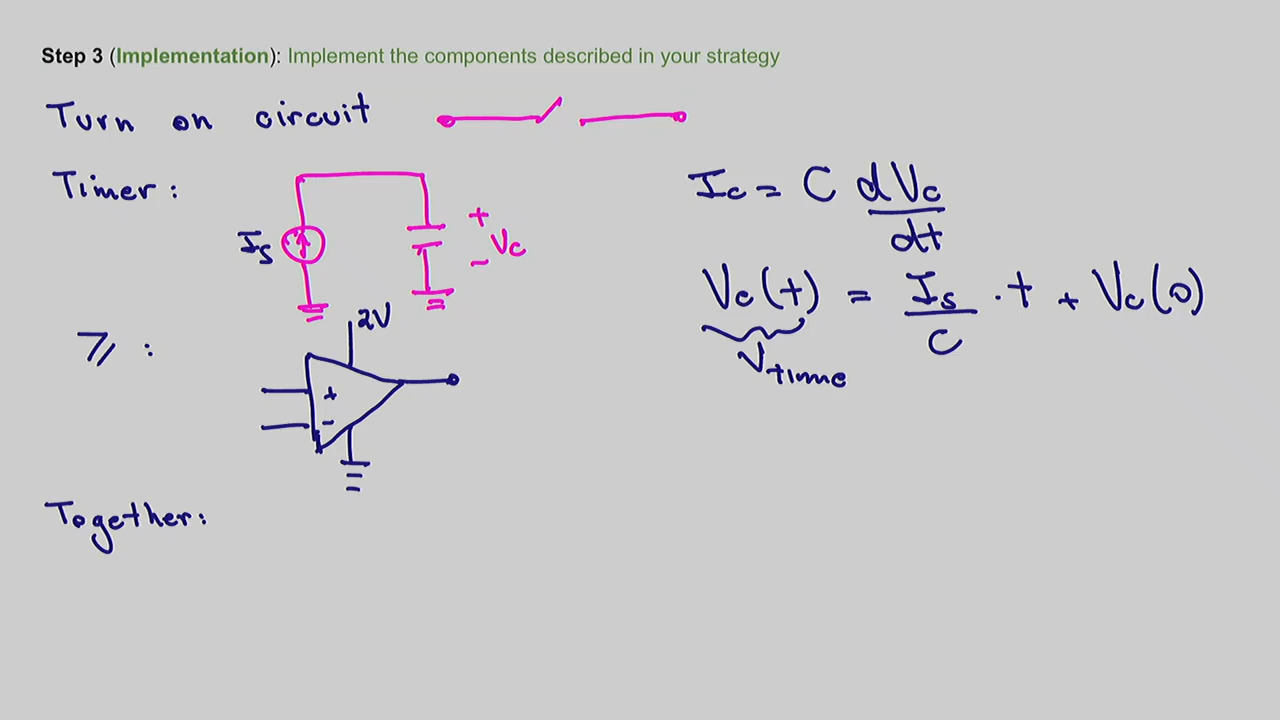 Step 3 (Implementation): Implement the components described in your strategy
Turn on circuit
Timer:
Is
+
Vc
-
Ic = C dVc/dt
Vc(t) = Is/C · t + Vc(0)
Vtime
≥ :
2V
+
-
Together: